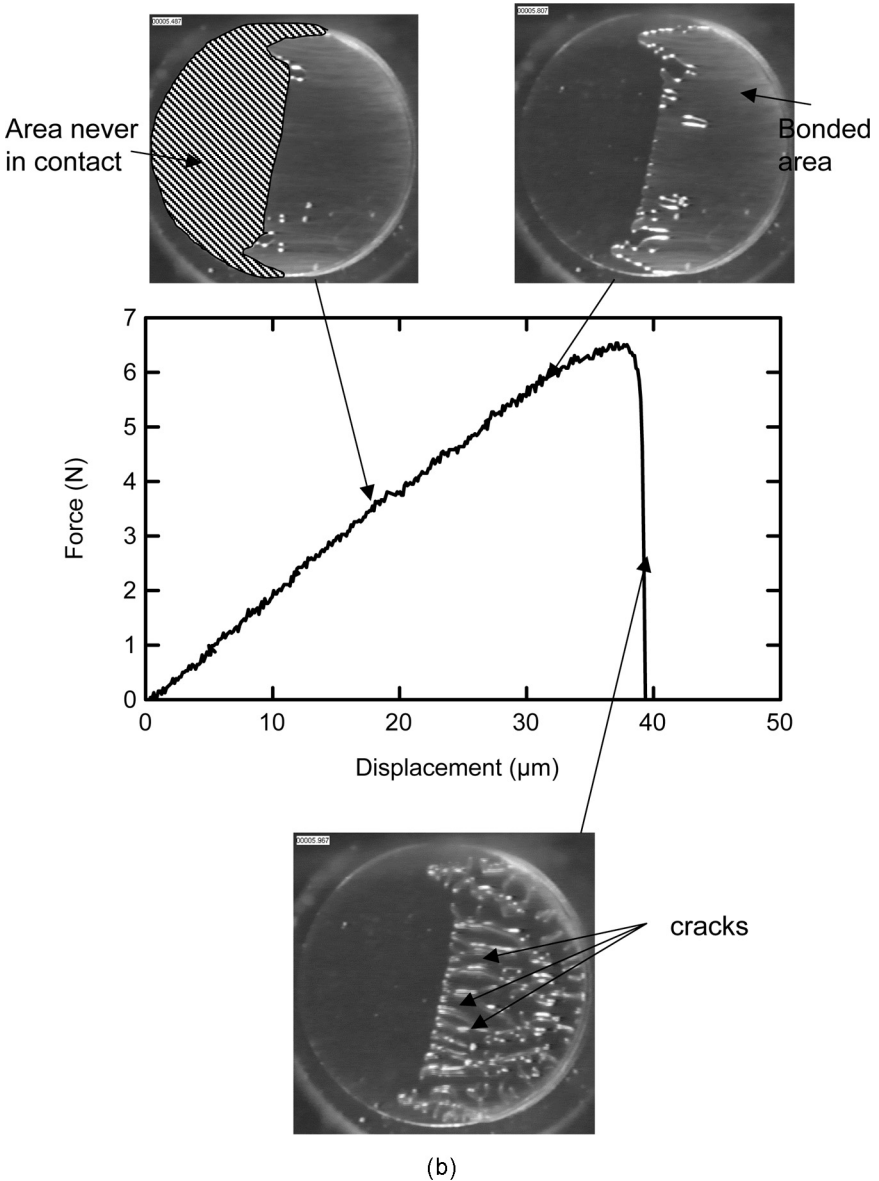 00005.487
00005.807
Area never
in contact
Bonded
area
7
6
5
4
3
2
1
0
Force (N)
0 10 20 30 40 50
Displacement (µm)
00005.967
cracks
(b)